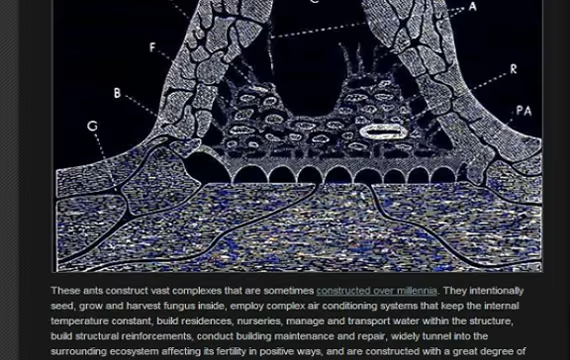 C
A
F
R
B
PA
G
These ants construct vast complexes that are sometimes constructed over millennia. They intentionally
seed, grow and harvest fungus inside, employ complex air conditioning systems that keep the internal
temperature constant, build residences, nurseries, manage and transport water within the structure,
build structural reinforcements, conduct building maintenance and repair, widely tunnel into the
surrounding ecosystem affecting its fertility in positive ways, and are constructed with a great degree of